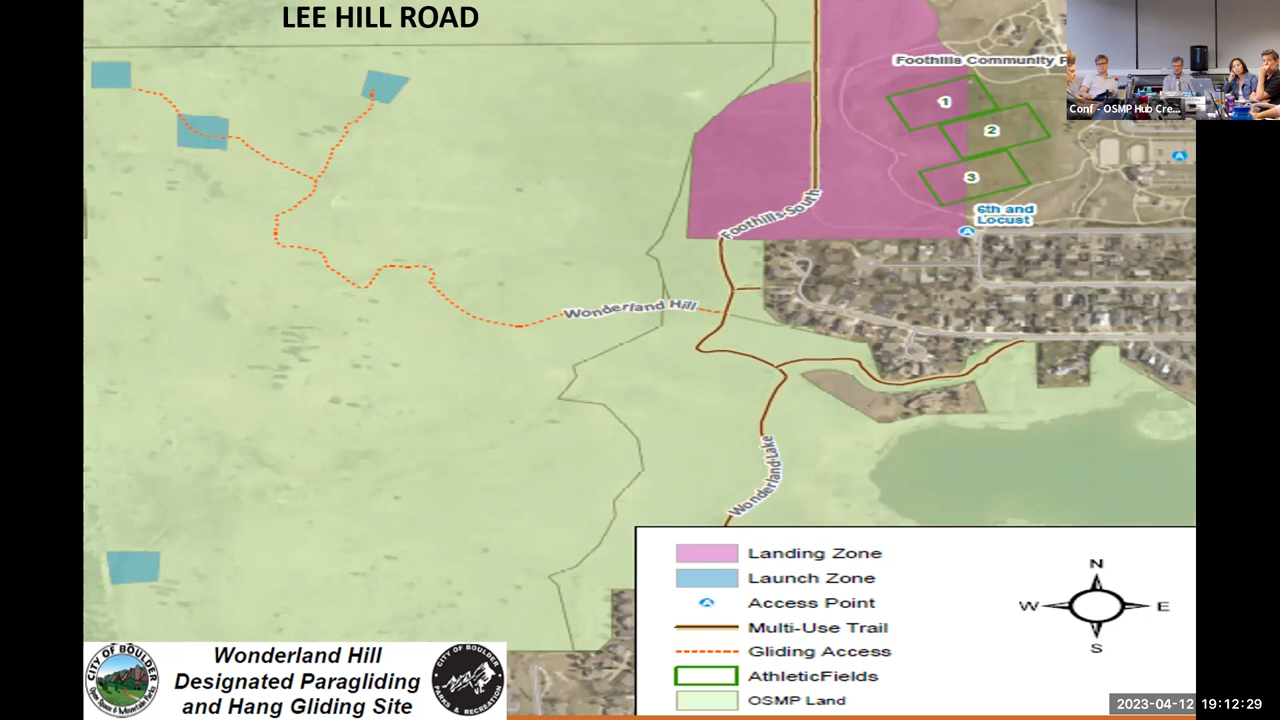 LEE HILL ROAD
Foothills Community P
Conf - OSMP Hub Cre...
1
2
3
6th and
Locust
Foothills South
Wonderland Hill
Wonderland Lake
Landing Zone
Launch Zone
Access Point
Multi-Use Trail
Gliding Access
AthleticFields
OSMP Land
N
W
E
S
CITY OF BOULDER
Wonderland Hill
Designated Paragliding
and Hang Gliding Site
CITY OF BOULDER
PARKS & RECREATION
2023-04-12 19:12:29